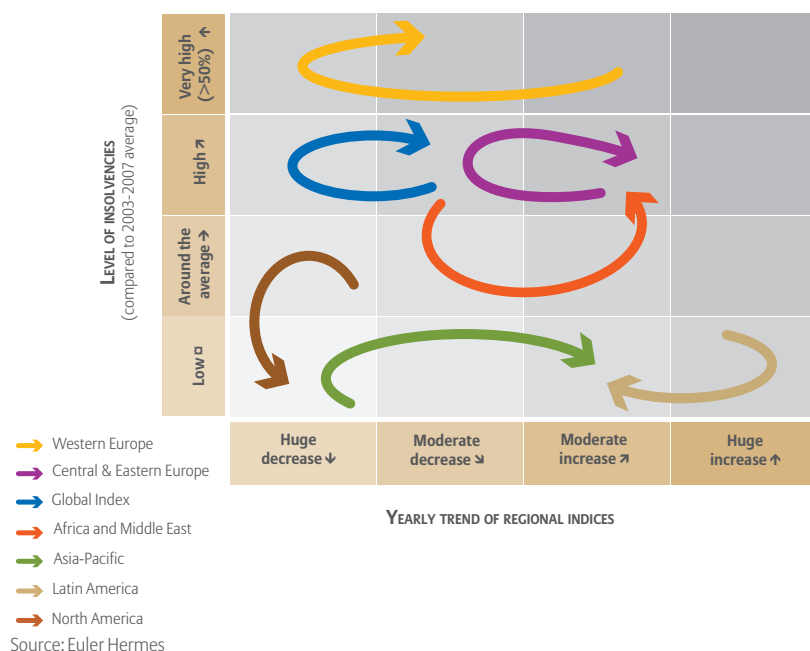 LEVEL OF INSOLVENCIES
(compared to 2003-2007 average)
Very high
(>50%) ↑
High ↗
Around the
average →
Low ¤
Huge
decrease ↓
Moderate
decrease ↘
Moderate
increase ↗
Huge
increase ↑
YEARLY TREND OF REGIONAL INDICES
Western Europe
Central & Eastern Europe
Global Index
Africa and Middle East
Asia-Pacific
Latin America
North America
Source: Euler Hermes